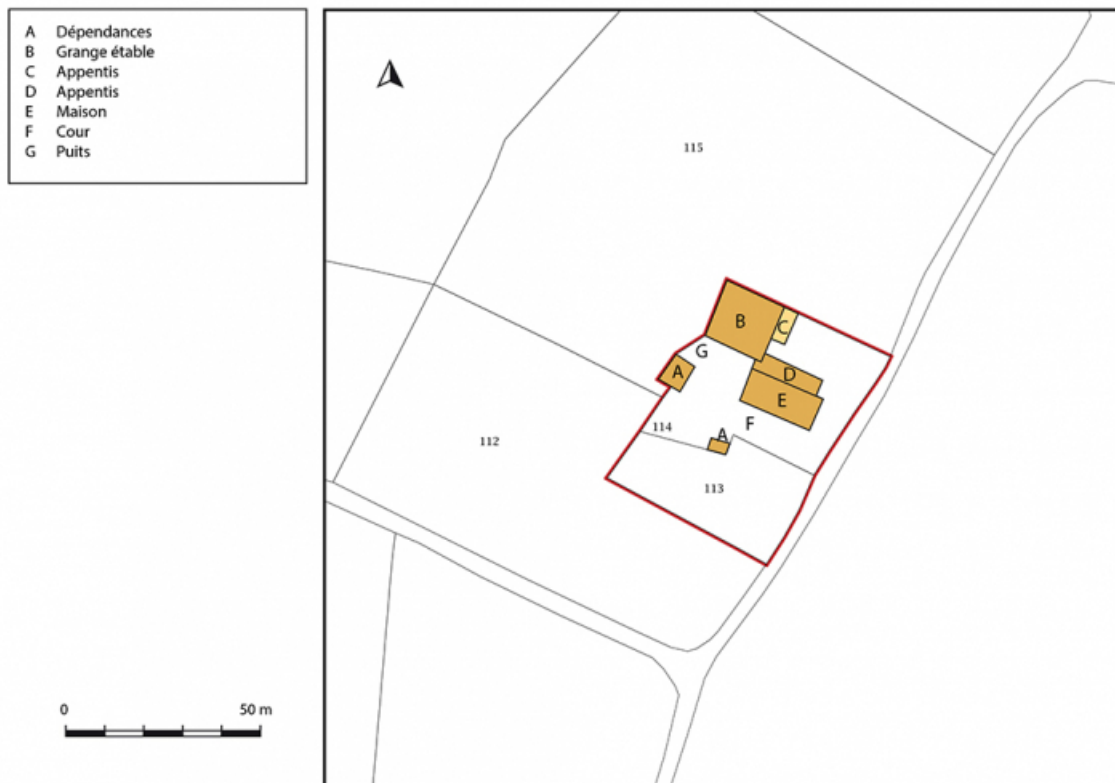 A Dépendances
B Grange étable
C Appentis
D Appentis
E Maison
F Cour
G Puits
115
B
C
G
A
D
E
114
A
F
112
113
0 50 m